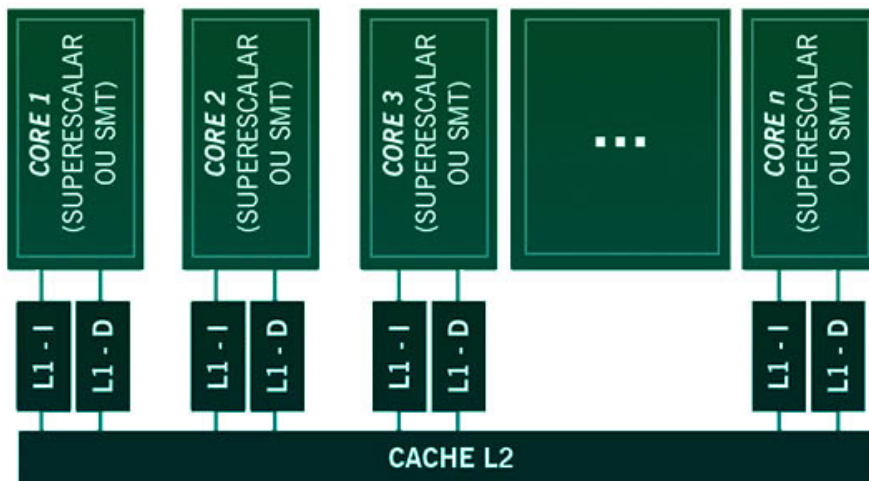 CORE 1
(SUPERESCALAR
OU SMT)
CORE 2
(SUPERESCALAR
OU SMT)
CORE 3
(SUPERESCALAR
OU SMT)
...
CORE n
(SUPERESCALAR
OU SMT)
L1 - I
L1 - D
L1 - I
L1 - D
L1 - I
L1 - D
L1 - I
L1 - D
CACHE L2